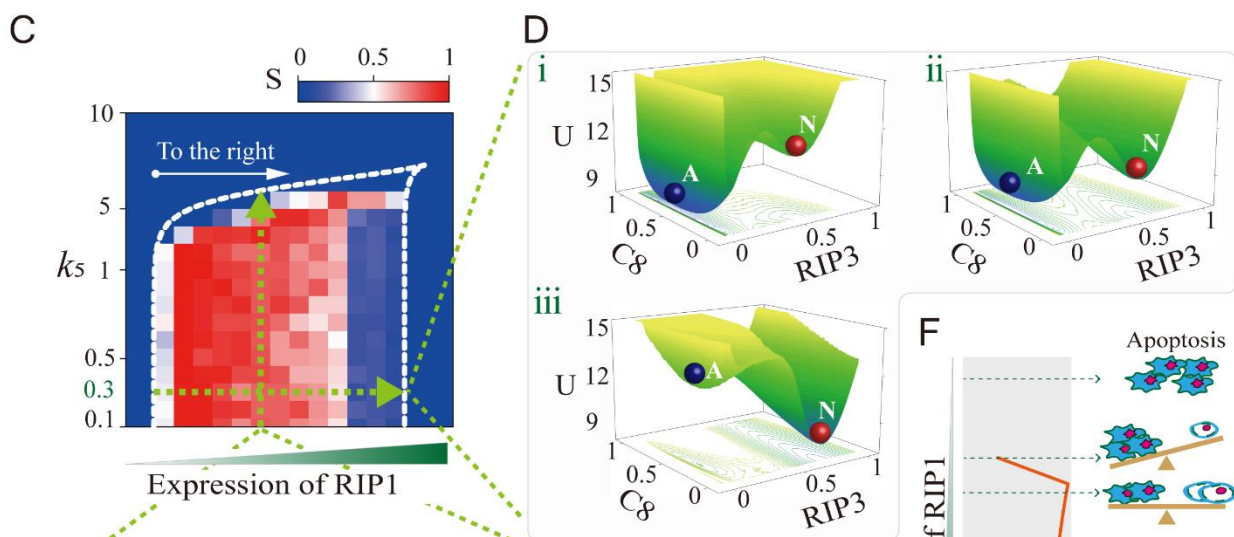 C
S
0 0.5 1
10
5
k5
1
0.5
0.3
0.1
To the right
Expression of RIP1
D
i
15
U 12
9
A
N
1
0.5
0
C8
0
0.5
1
RIP3
ii
A
N
1
0.5
0
C8
0
0.5
1
RIP3
iii
15
U 12
9
A
N
1
0.5
0
C8
0
0.5
1
RIP3
F
Apoptosis
f RIP1